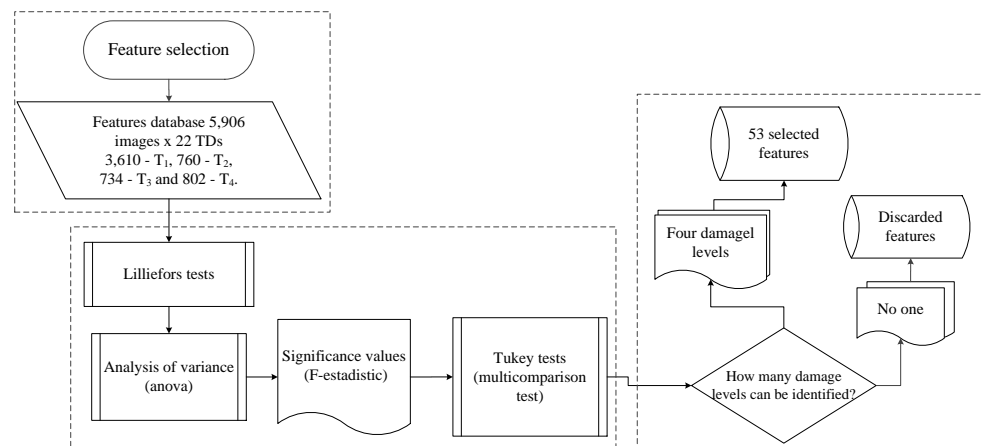 Feature selection
Features database 5,906
images x 22 TDs
3,610 - T₁, 760 - T₂,
734 - T₃ and 802 - T₄.
Lilliefors tests
Analysis of variance
(anova)
Significance values
(F-estadistic)
Tukey tests
(multicomparison
test)
How many damage
levels can be identified?
Four damagel
levels
53 selected
features
No one
Discarded
features